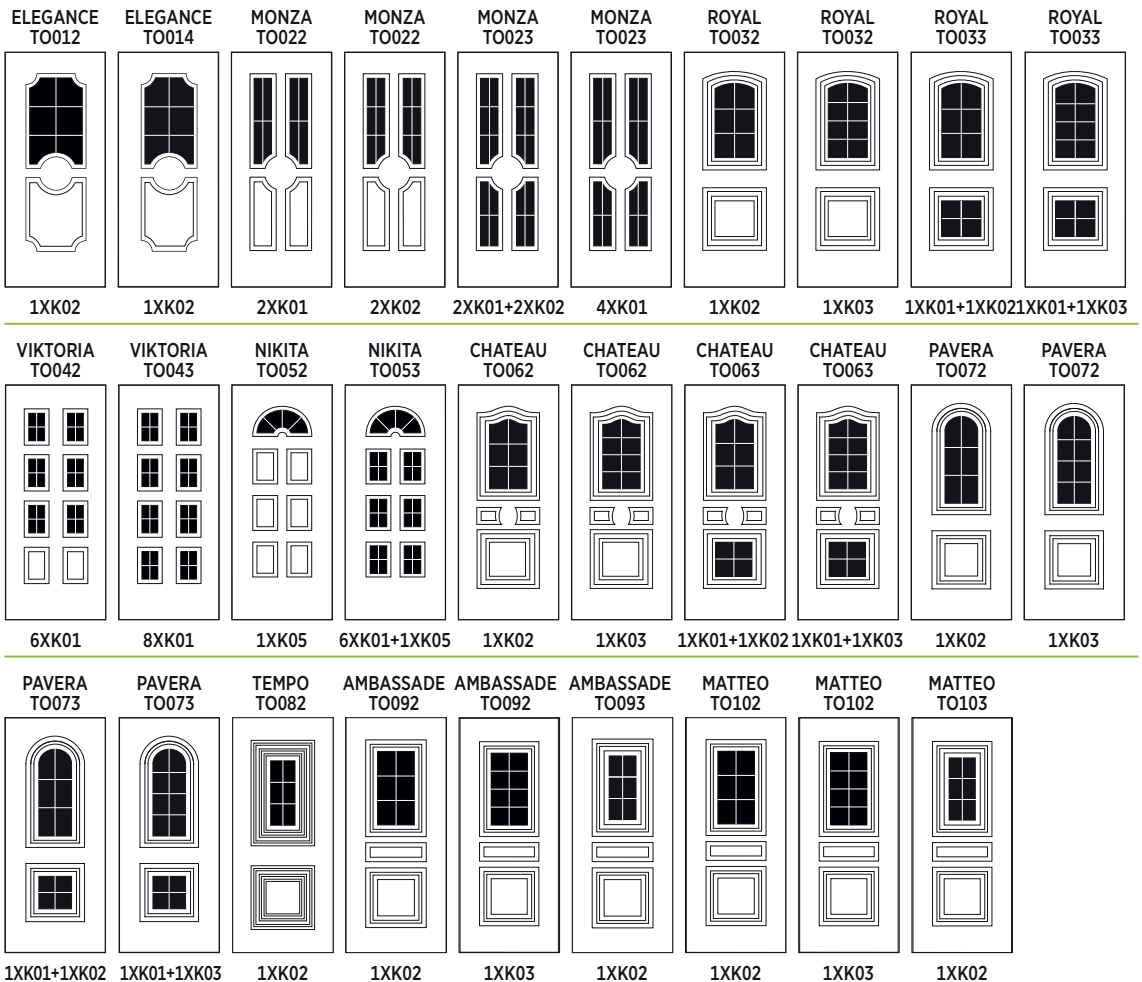 ELEGANCE ELEGANCE MONZA MONZA MONZA MONZA ROYAL ROYAL ROYAL ROYAL
TO012 TO014 TO022 TO022 TO023 TO023 TO032 TO032 TO033 TO033
1XK02 1XK02 2XK01 2XK02 2XK01+2XK02 4XK01 1XK02 1XK03 1XK01+1XK02 1XK01+1XK03
VIKTORIA VIKTORIA NIKITA NIKITA CHATEAU CHATEAU CHATEAU CHATEAU PAVERA PAVERA
TO042 TO043 TO052 TO053 TO062 TO062 TO063 TO063 TO072 TO072
6XK01 8XK01 1XK05 6XK01+1XK05 1XK02 1XK03 1XK01+1XK02 1XK01+1XK03 1XK02 1XK03
PAVERA PAVERA TEMPO AMBASSADE AMBASSADE AMBASSADE MATTEO MATTEO MATTEO
TO073 TO073 TO082 TO092 TO092 TO093 TO102 TO102 TO103
1XK01+1XK02 1XK01+1XK03 1XK02 1XK02 1XK03 1XK02 1XK02 1XK03 1XK02